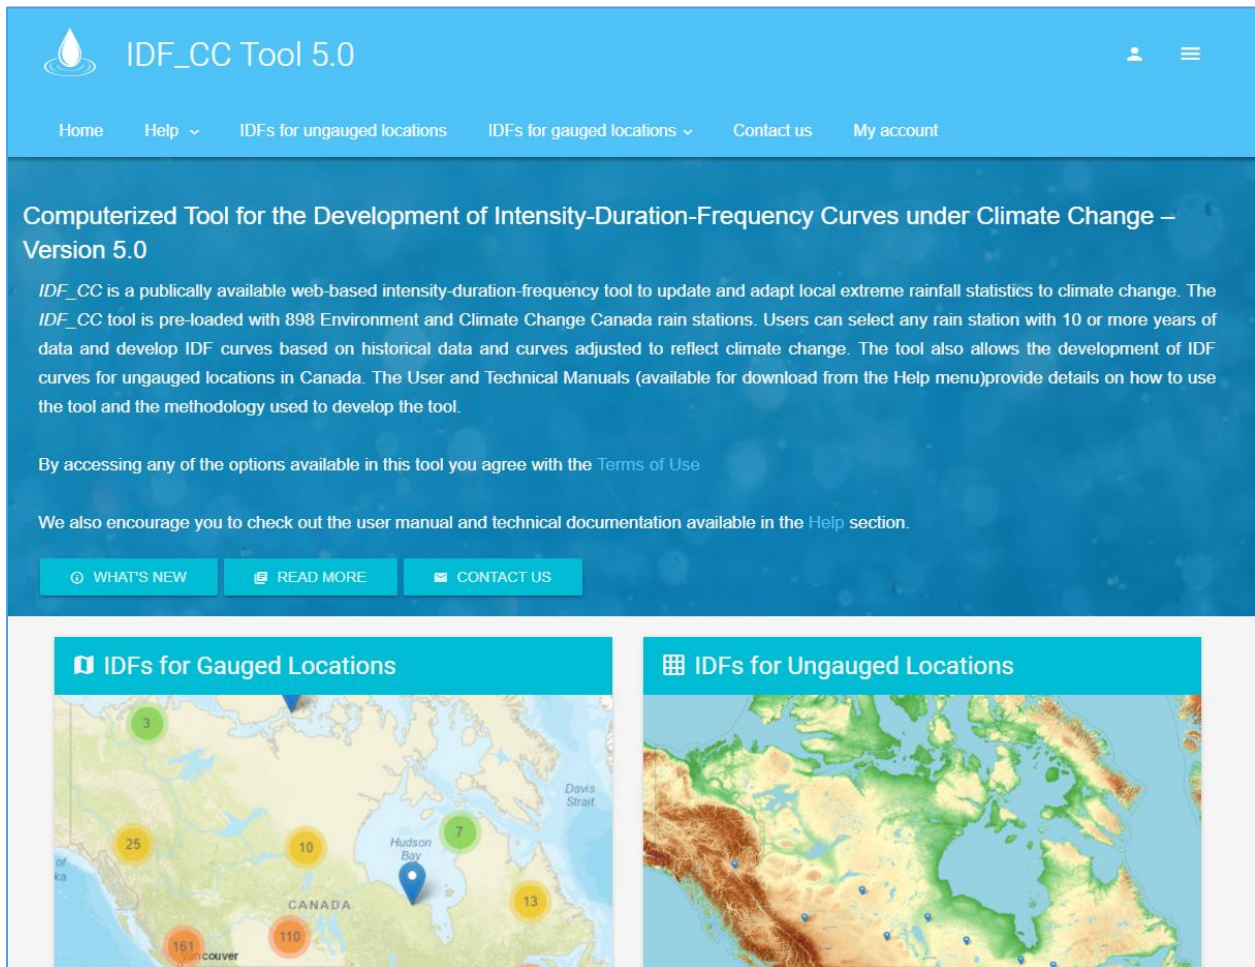 IDF_CC Tool 5.0
Home Help IDFs for ungauged locations IDFs for gauged locations Contact us My account
Computerized Tool for the Development of Intensity-Duration-Frequency Curves under Climate Change –
Version 5.0
IDF_CC is a publically available web-based intensity-duration-frequency tool to update and adapt local extreme rainfall statistics to climate change. The
IDF_CC tool is pre-loaded with 898 Environment and Climate Change Canada rain stations. Users can select any rain station with 10 or more years of
data and develop IDF curves based on historical data and curves adjusted to reflect climate change. The tool also allows the development of IDF
curves for ungauged locations in Canada. The User and Technical Manuals (available for download from the Help menu)provide details on how to use
the tool and the methodology used to develop the tool.
By accessing any of the options available in this tool you agree with the Terms of Use
We also encourage you to check out the user manual and technical documentation available in the Help section.
WHAT'S NEW READ MORE CONTACT US
IDFs for Gauged Locations
3
Davis
Strait
25
10
Hudson
Bay
7
of
CANADA
13
161
110
IDFs for Ungauged Locations